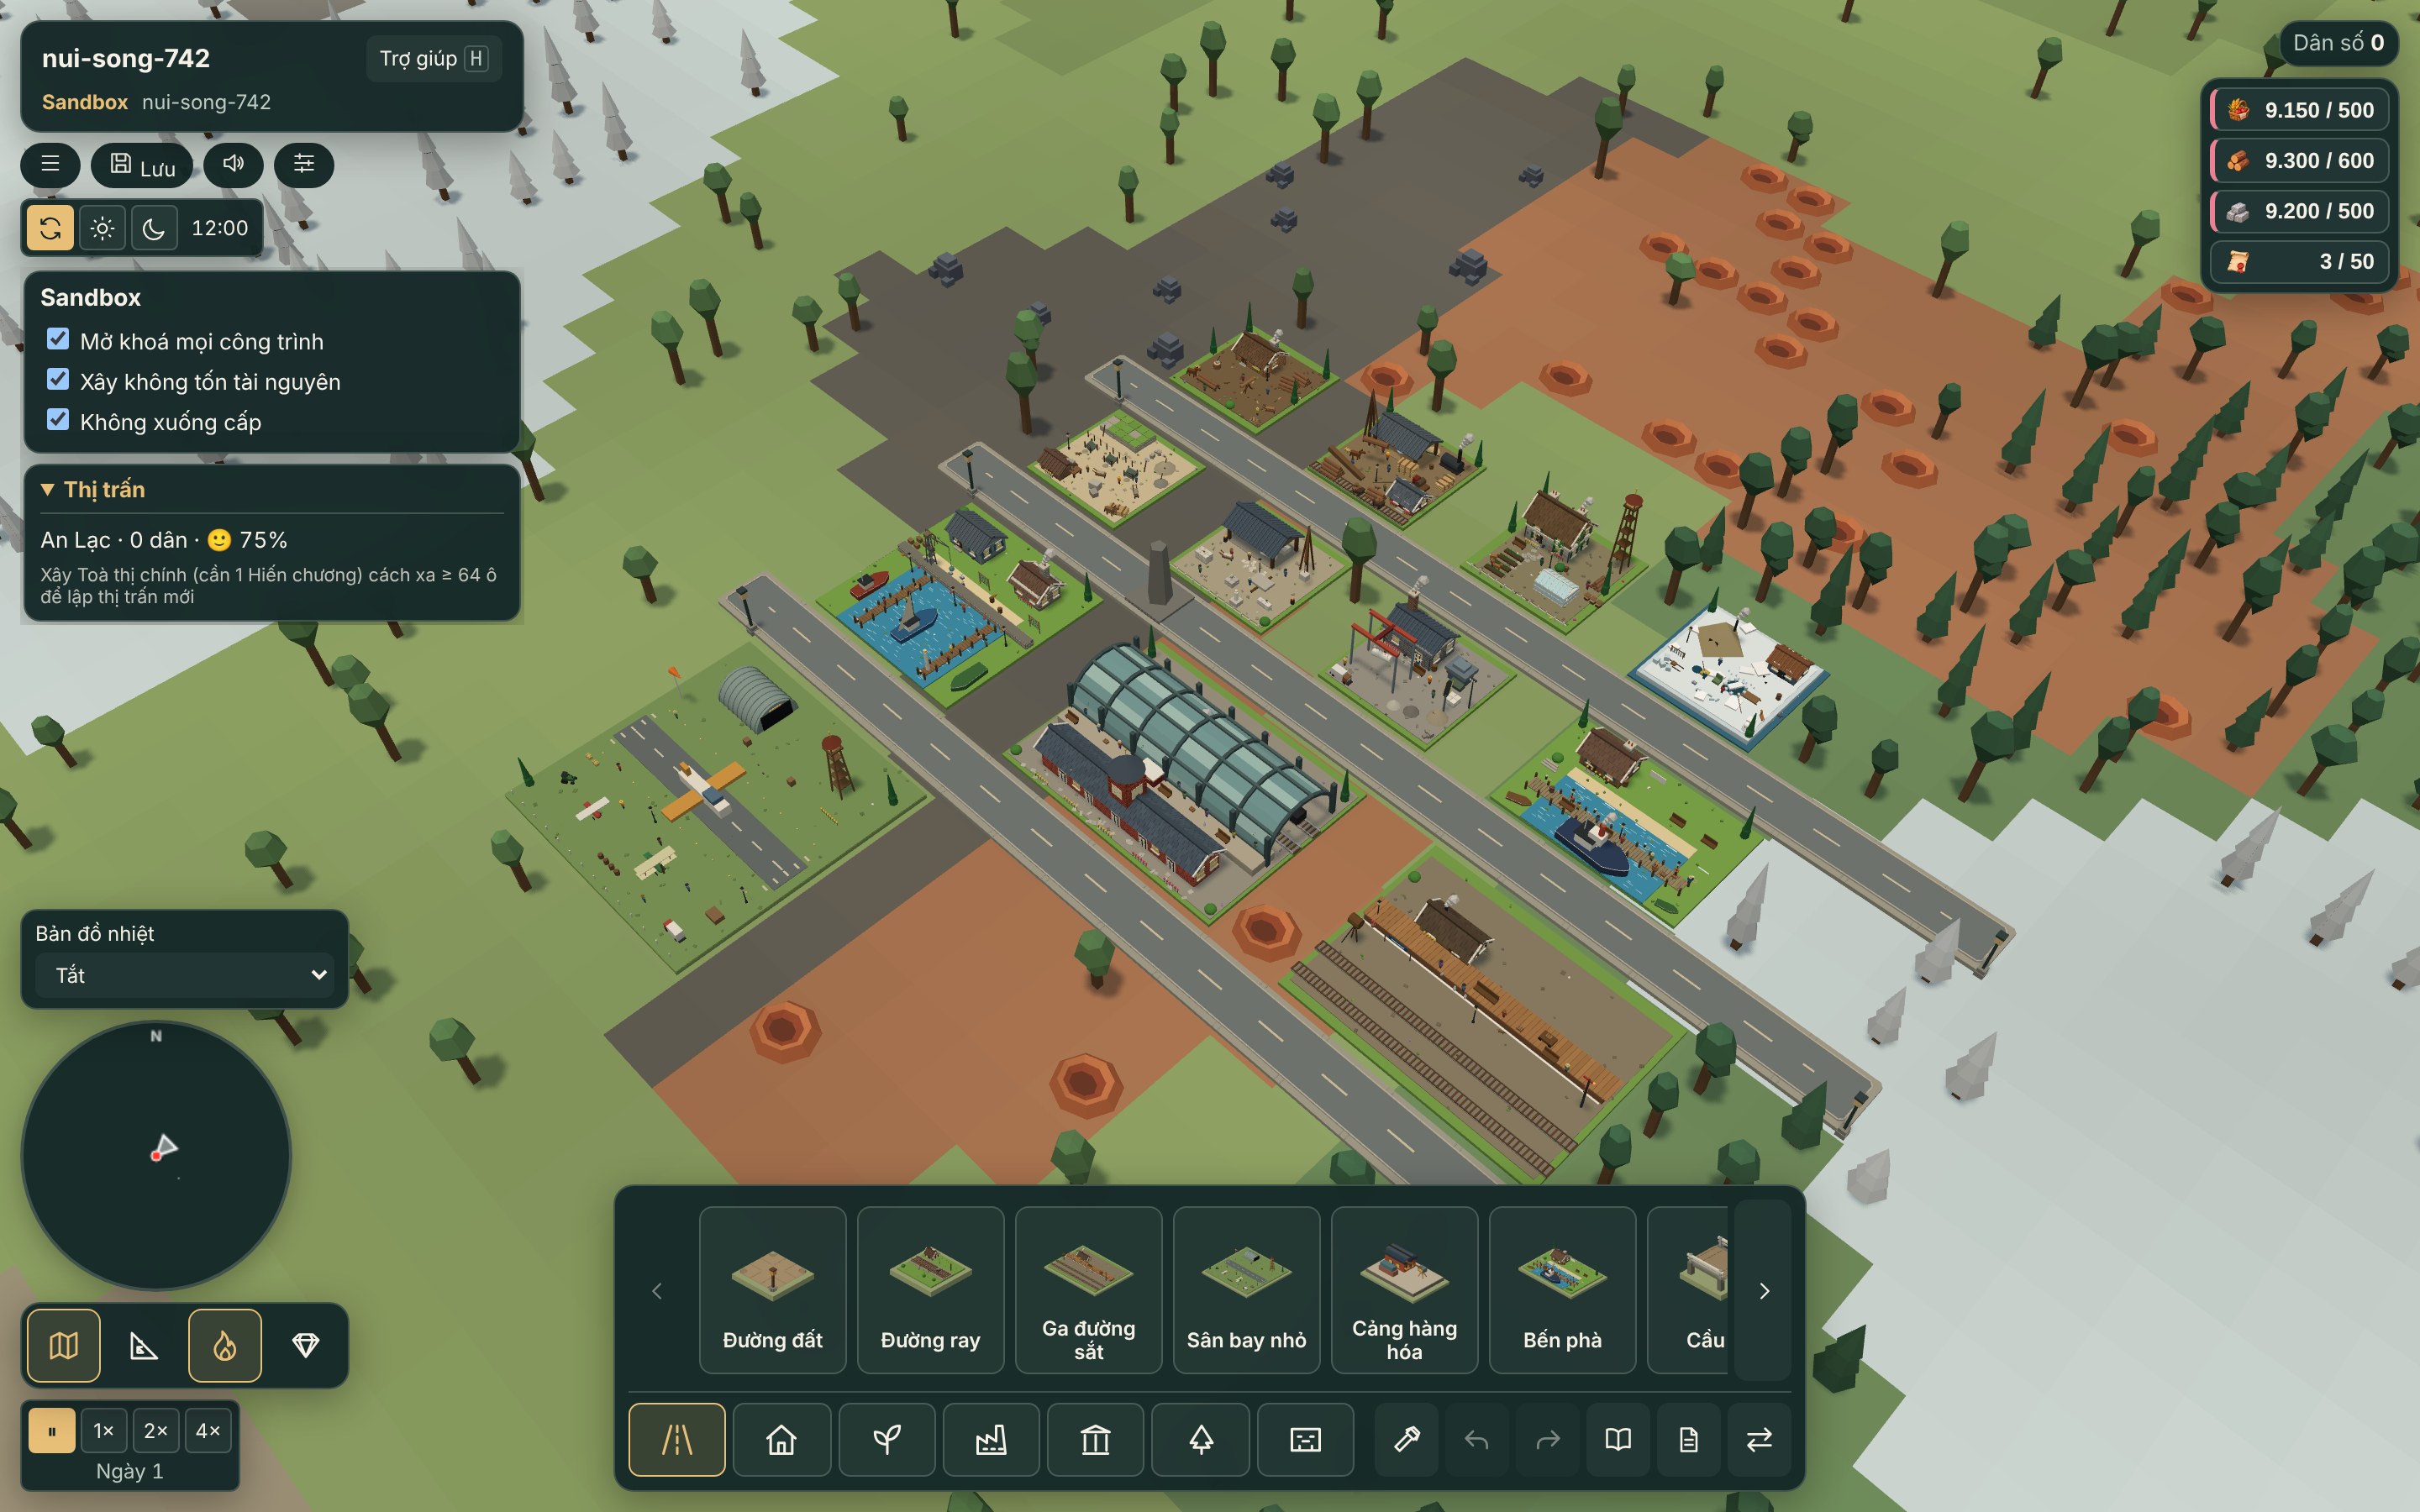 nui-song-742
Trợ giúp H
Sandbox nui-song-742
Lưu
12:00
Sandbox
Mở khoá mọi công trình
Xây không tốn tài nguyên
Không xuống cấp
Thị trấn
An Lạc · 0 dân · 🙂 75%
Xây Toà thị chính (cần 1 Hiến chương) cách xa ≥ 64 ô
để lập thị trấn mới
Dân số 0
9.150 / 500
9.300 / 600
9.200 / 500
3 / 50
Bản đồ nhiệt
Tắt
N
1×
2×
4×
Ngày 1
Đường đất
Đường ray
Ga đường
sắt
Sân bay nhỏ
Cảng hàng
hóa
Bến phà
Cầu